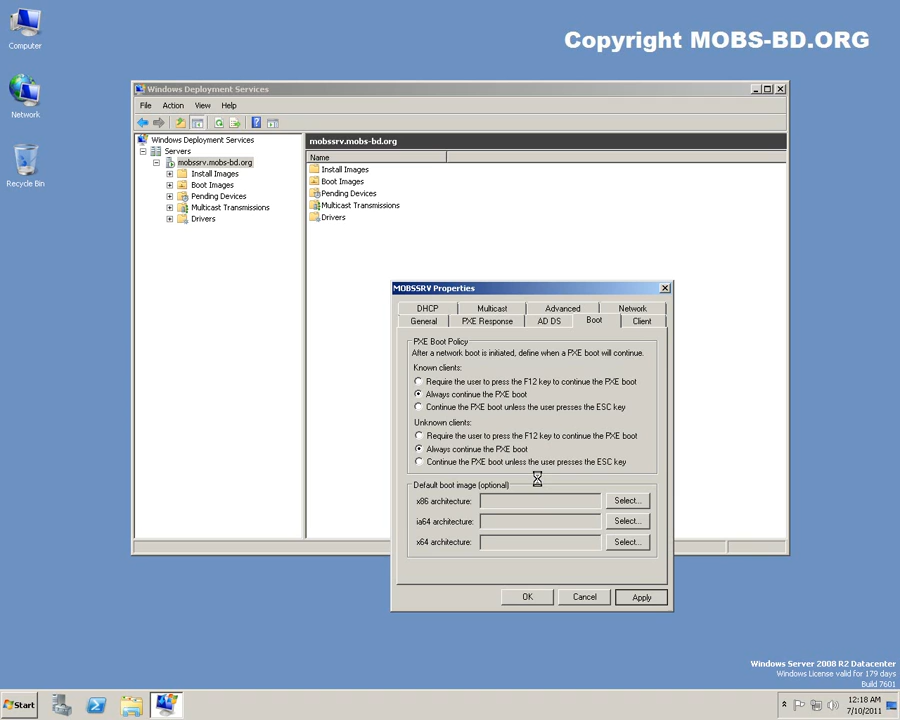 Computer
Network
Recycle Bin
Copyright MOBS-BD.ORG
Windows Deployment Services
File Action View Help
Windows Deployment Services
Servers
mobssrv.mobs-bd.org
Install Images
Boot Images
Pending Devices
Multicast Transmissions
Drivers
mobssrv.mobs-bd.org
Name
Install Images
Boot Images
Pending Devices
Multicast Transmissions
Drivers
MOBSSRV Properties
DHCP Multicast Advanced Network
General PXE Response AD DS Boot Client
PXE Boot Policy
After a network boot is initiated, define when a PXE boot will continue.
Known clients:
Require the user to press the F12 key to continue the PXE boot
Always continue the PXE boot
Continue the PXE boot unless the user presses the ESC key
Unknown clients:
Require the user to press the F12 key to continue the PXE boot
Always continue the PXE boot
Continue the PXE boot unless the user presses the ESC key
Default boot image (optional)
x86 architecture: Select...
ia64 architecture: Select...
x64 architecture: Select...
OK Cancel Apply
Windows Server 2008 R2 Datacenter
Windows License valid for 179 days
Build 7601
Start
12:18 AM
7/10/2011